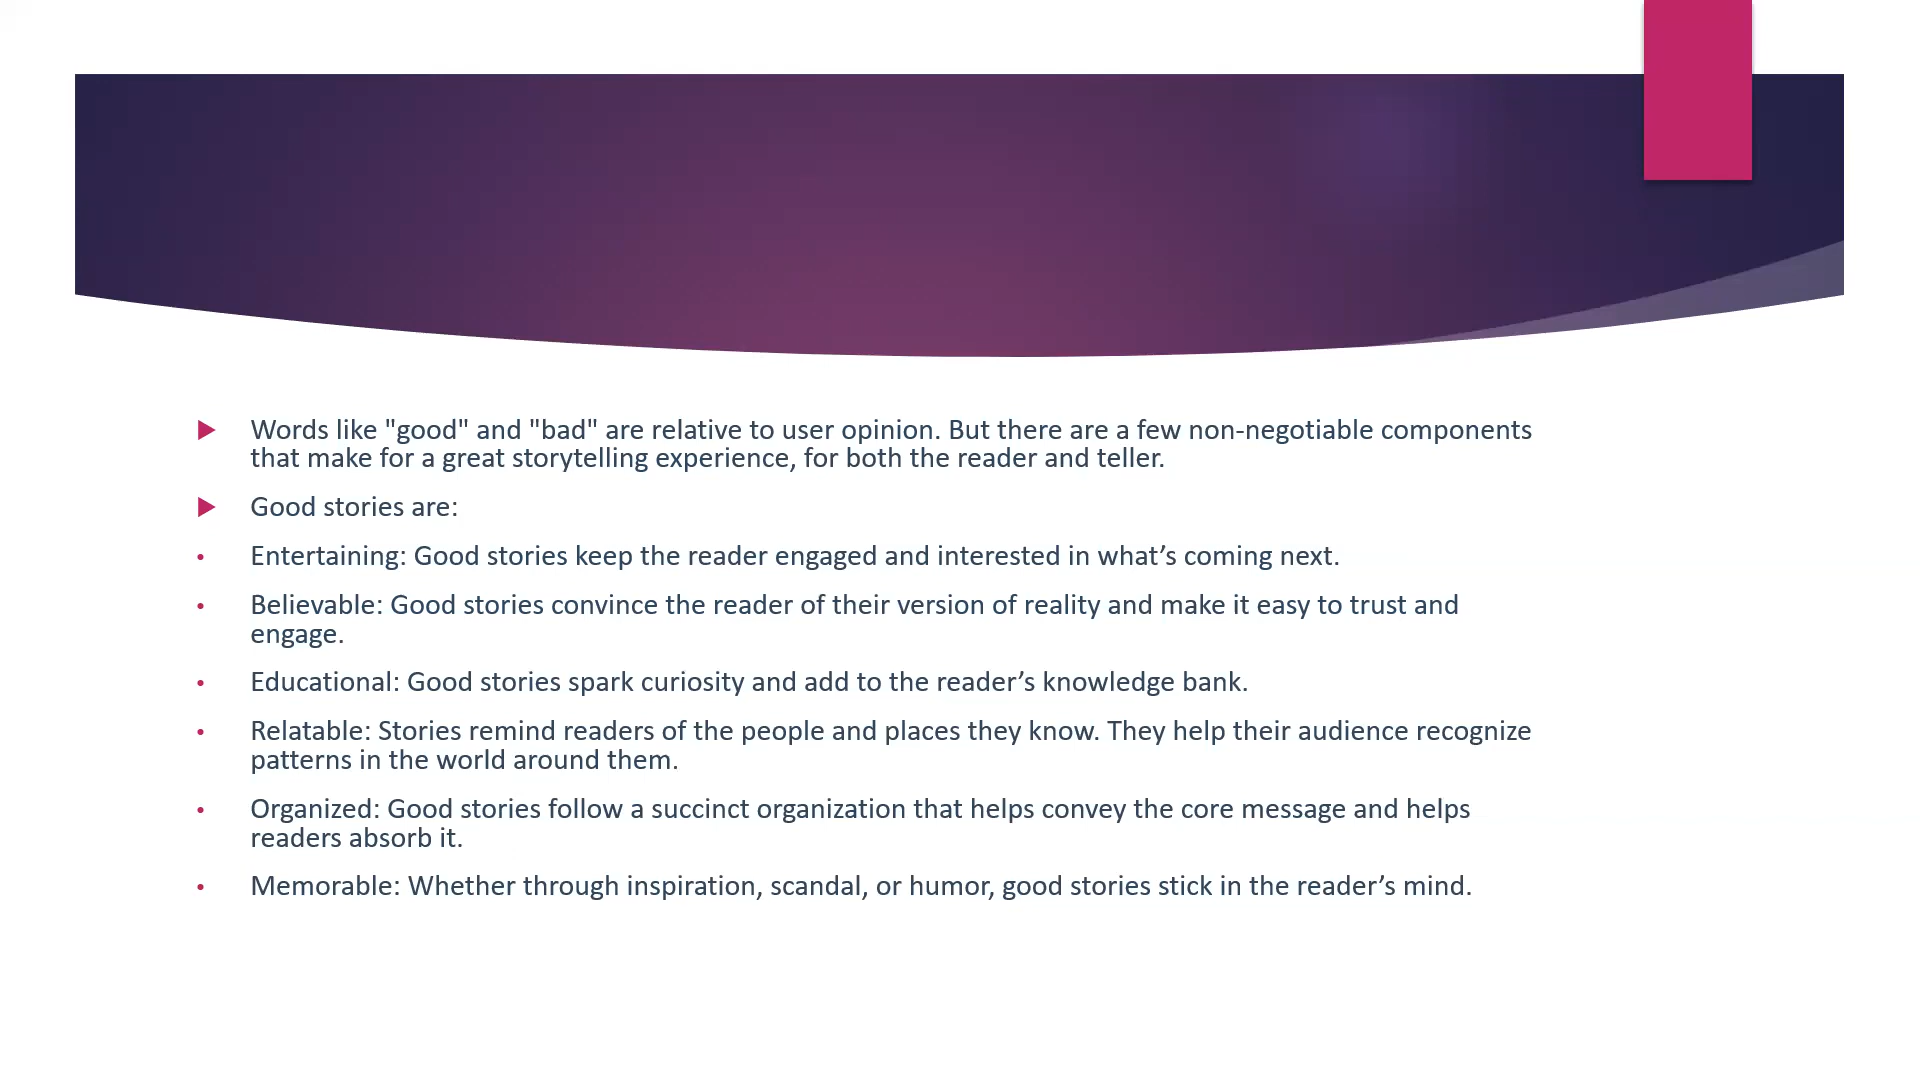 Words like "good" and "bad" are relative to user opinion. But there are a few non-negotiable components
that make for a great storytelling experience, for both the reader and teller.
Good stories are:
Entertaining: Good stories keep the reader engaged and interested in what’s coming next.
Believable: Good stories convince the reader of their version of reality and make it easy to trust and
engage.
Educational: Good stories spark curiosity and add to the reader’s knowledge bank.
Relatable: Stories remind readers of the people and places they know. They help their audience recognize
patterns in the world around them.
Organized: Good stories follow a succinct organization that helps convey the core message and helps
readers absorb it.
Memorable: Whether through inspiration, scandal, or humor, good stories stick in the reader’s mind.